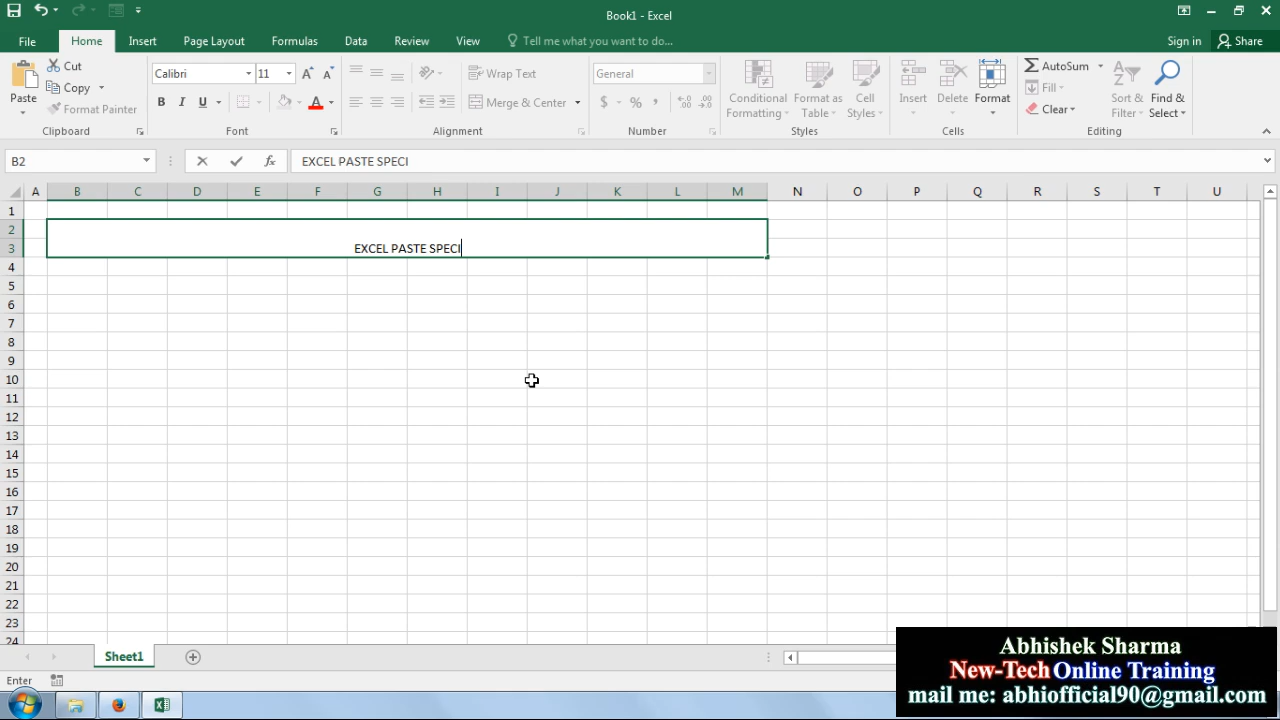 Book1 - Excel
File Home Insert Page Layout Formulas Data Review View Tell me what you want to do... Sign in Share
Cut
Copy
Format Painter
Paste
Clipboard
Calibri 11
B I U
Font
Wrap Text
Merge & Center
Alignment
General
$ % ,
Number
Conditional Formatting
Format as Table
Cell Styles
Styles
Insert Delete Format
Cells
AutoSum
Fill
Clear
Sort & Filter
Find & Select
Editing
B2 fx EXCEL PASTE SPECI
A B C D E F G H I J K L M N O P Q R S T U
1
2
3 EXCEL PASTE SPECI
4
5
6
7
8
9
10
11
12
13
14
15
16
17
18
19
20
21
22
23
24
Sheet1
Enter
Abhishek Sharma
New-Tech Online Training
mail me: abhiofficial90@gmail.com